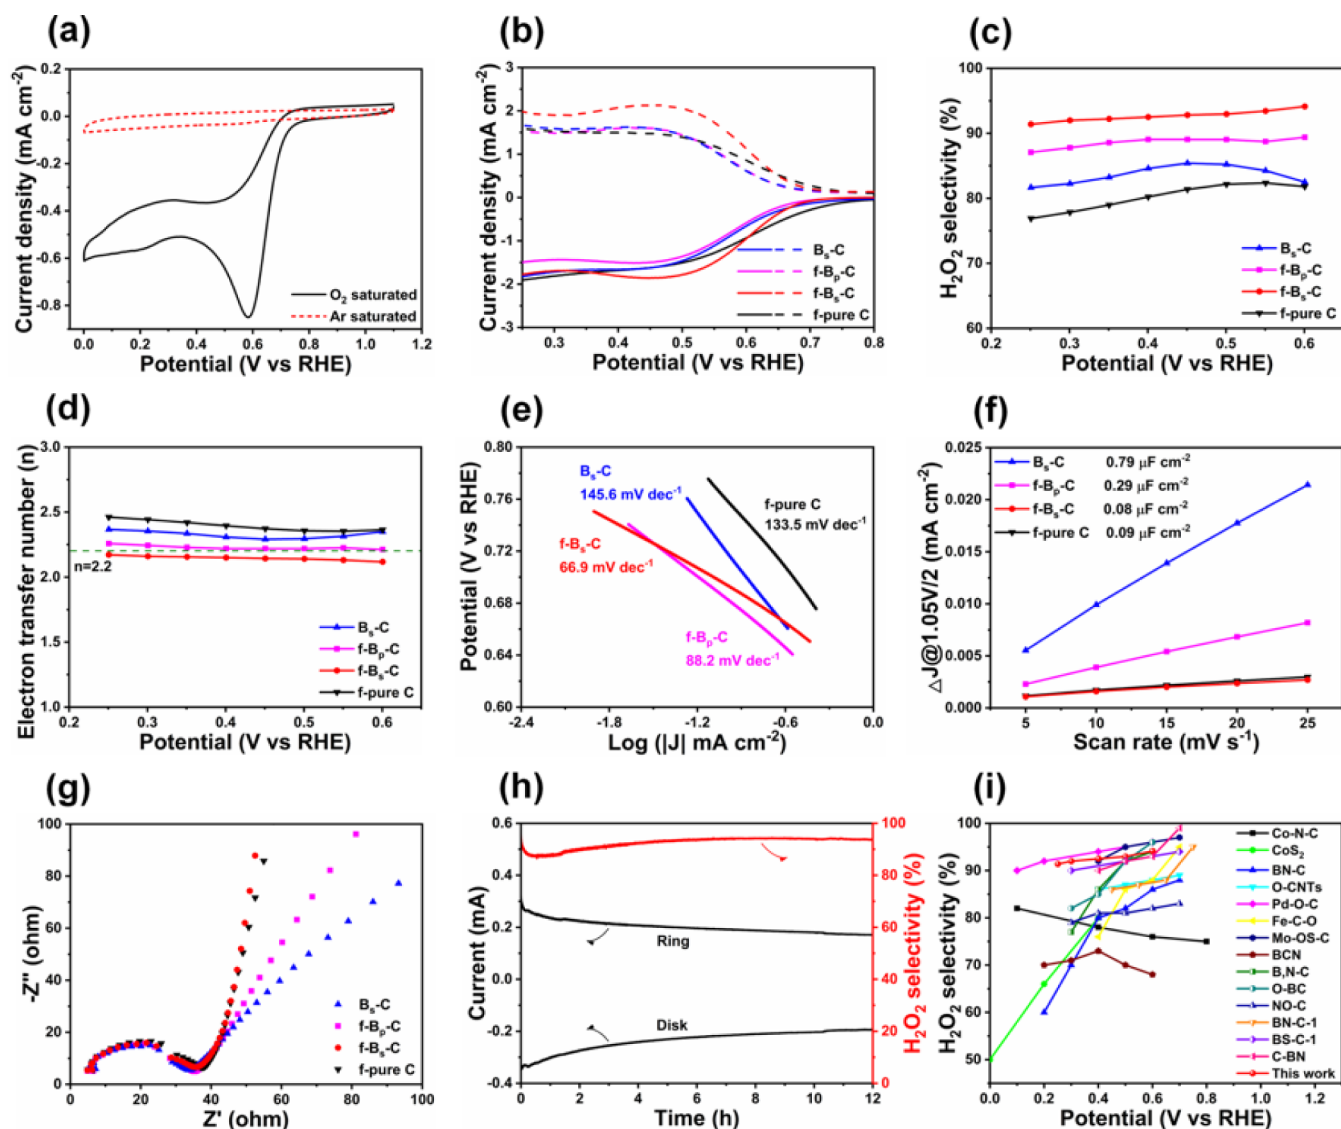 (a)
0.2
0.0
-0.2
-0.4
-0.6
-0.8
0.0 0.2 0.4 0.6 0.8 1.0 1.2
Current density (mA cm-2)
Potential (V vs RHE)
O2 saturated
Ar saturated
(b)
3
2
1
0
-1
-2
-3
0.3 0.4 0.5 0.6 0.7 0.8
Current density (mA cm-2)
Potential (V vs RHE)
Bs-C
f-Bp-C
f-Bs-C
f-pure C
(c)
100
90
80
70
60
0.2 0.3 0.4 0.5 0.6
H2O2 selectivity (%)
Potential (V vs RHE)
Bs-C
f-Bp-C
f-Bs-C
f-pure C
(d)
3.0
2.5
2.0
1.5
1.0
0.2 0.3 0.4 0.5 0.6
Electron transfer number (n)
Potential (V vs RHE)
n=2.2
Bs-C
f-Bp-C
f-Bs-C
f-pure C
(e)
0.80
0.76
0.72
0.68
0.64
0.60
-2.4 -1.8 -1.2 -0.6 0.0
Potential (V vs RHE)
Log (|J| mA cm-2)
Bs-C
145.6 mV dec-1
f-pure C
133.5 mV dec-1
f-Bs-C
66.9 mV dec-1
f-Bp-C
88.2 mV dec-1
(f)
0.025
0.020
0.015
0.010
0.005
0.000
5 10 15 20 25
△J@1.05V/2 (mA cm-2)
Scan rate (mV s-1)
Bs-C 0.79 μF cm-2
f-Bp-C 0.29 μF cm-2
f-Bs-C 0.08 μF cm-2
f-pure C 0.09 μF cm-2
(g)
100
80
60
40
20
0
0 20 40 60 80 100
-Z'' (ohm)
Z' (ohm)
Bs-C
f-Bp-C
f-Bs-C
f-pure C
(h)
0.6
0.4
0.2
0.0
-0.2
-0.4
0 2 4 6 8 10 12
100
80
60
40
20
0
Current (mA)
H2O2 selectivity (%)
Time (h)
Ring
Disk
(i)
100
90
80
70
60
50
0.0 0.2 0.4 0.6 0.8 1.0 1.2
H2O2 selectivity (%)
Potential (V vs RHE)
Co-N-C
CoS2
BN-C
O-CNTs
Pd-O-C
Fe-C-O
Mo-OS-C
BCN
B,N-C
O-BC
NO-C
BN-C-1
BS-C-1
C-BN
This work